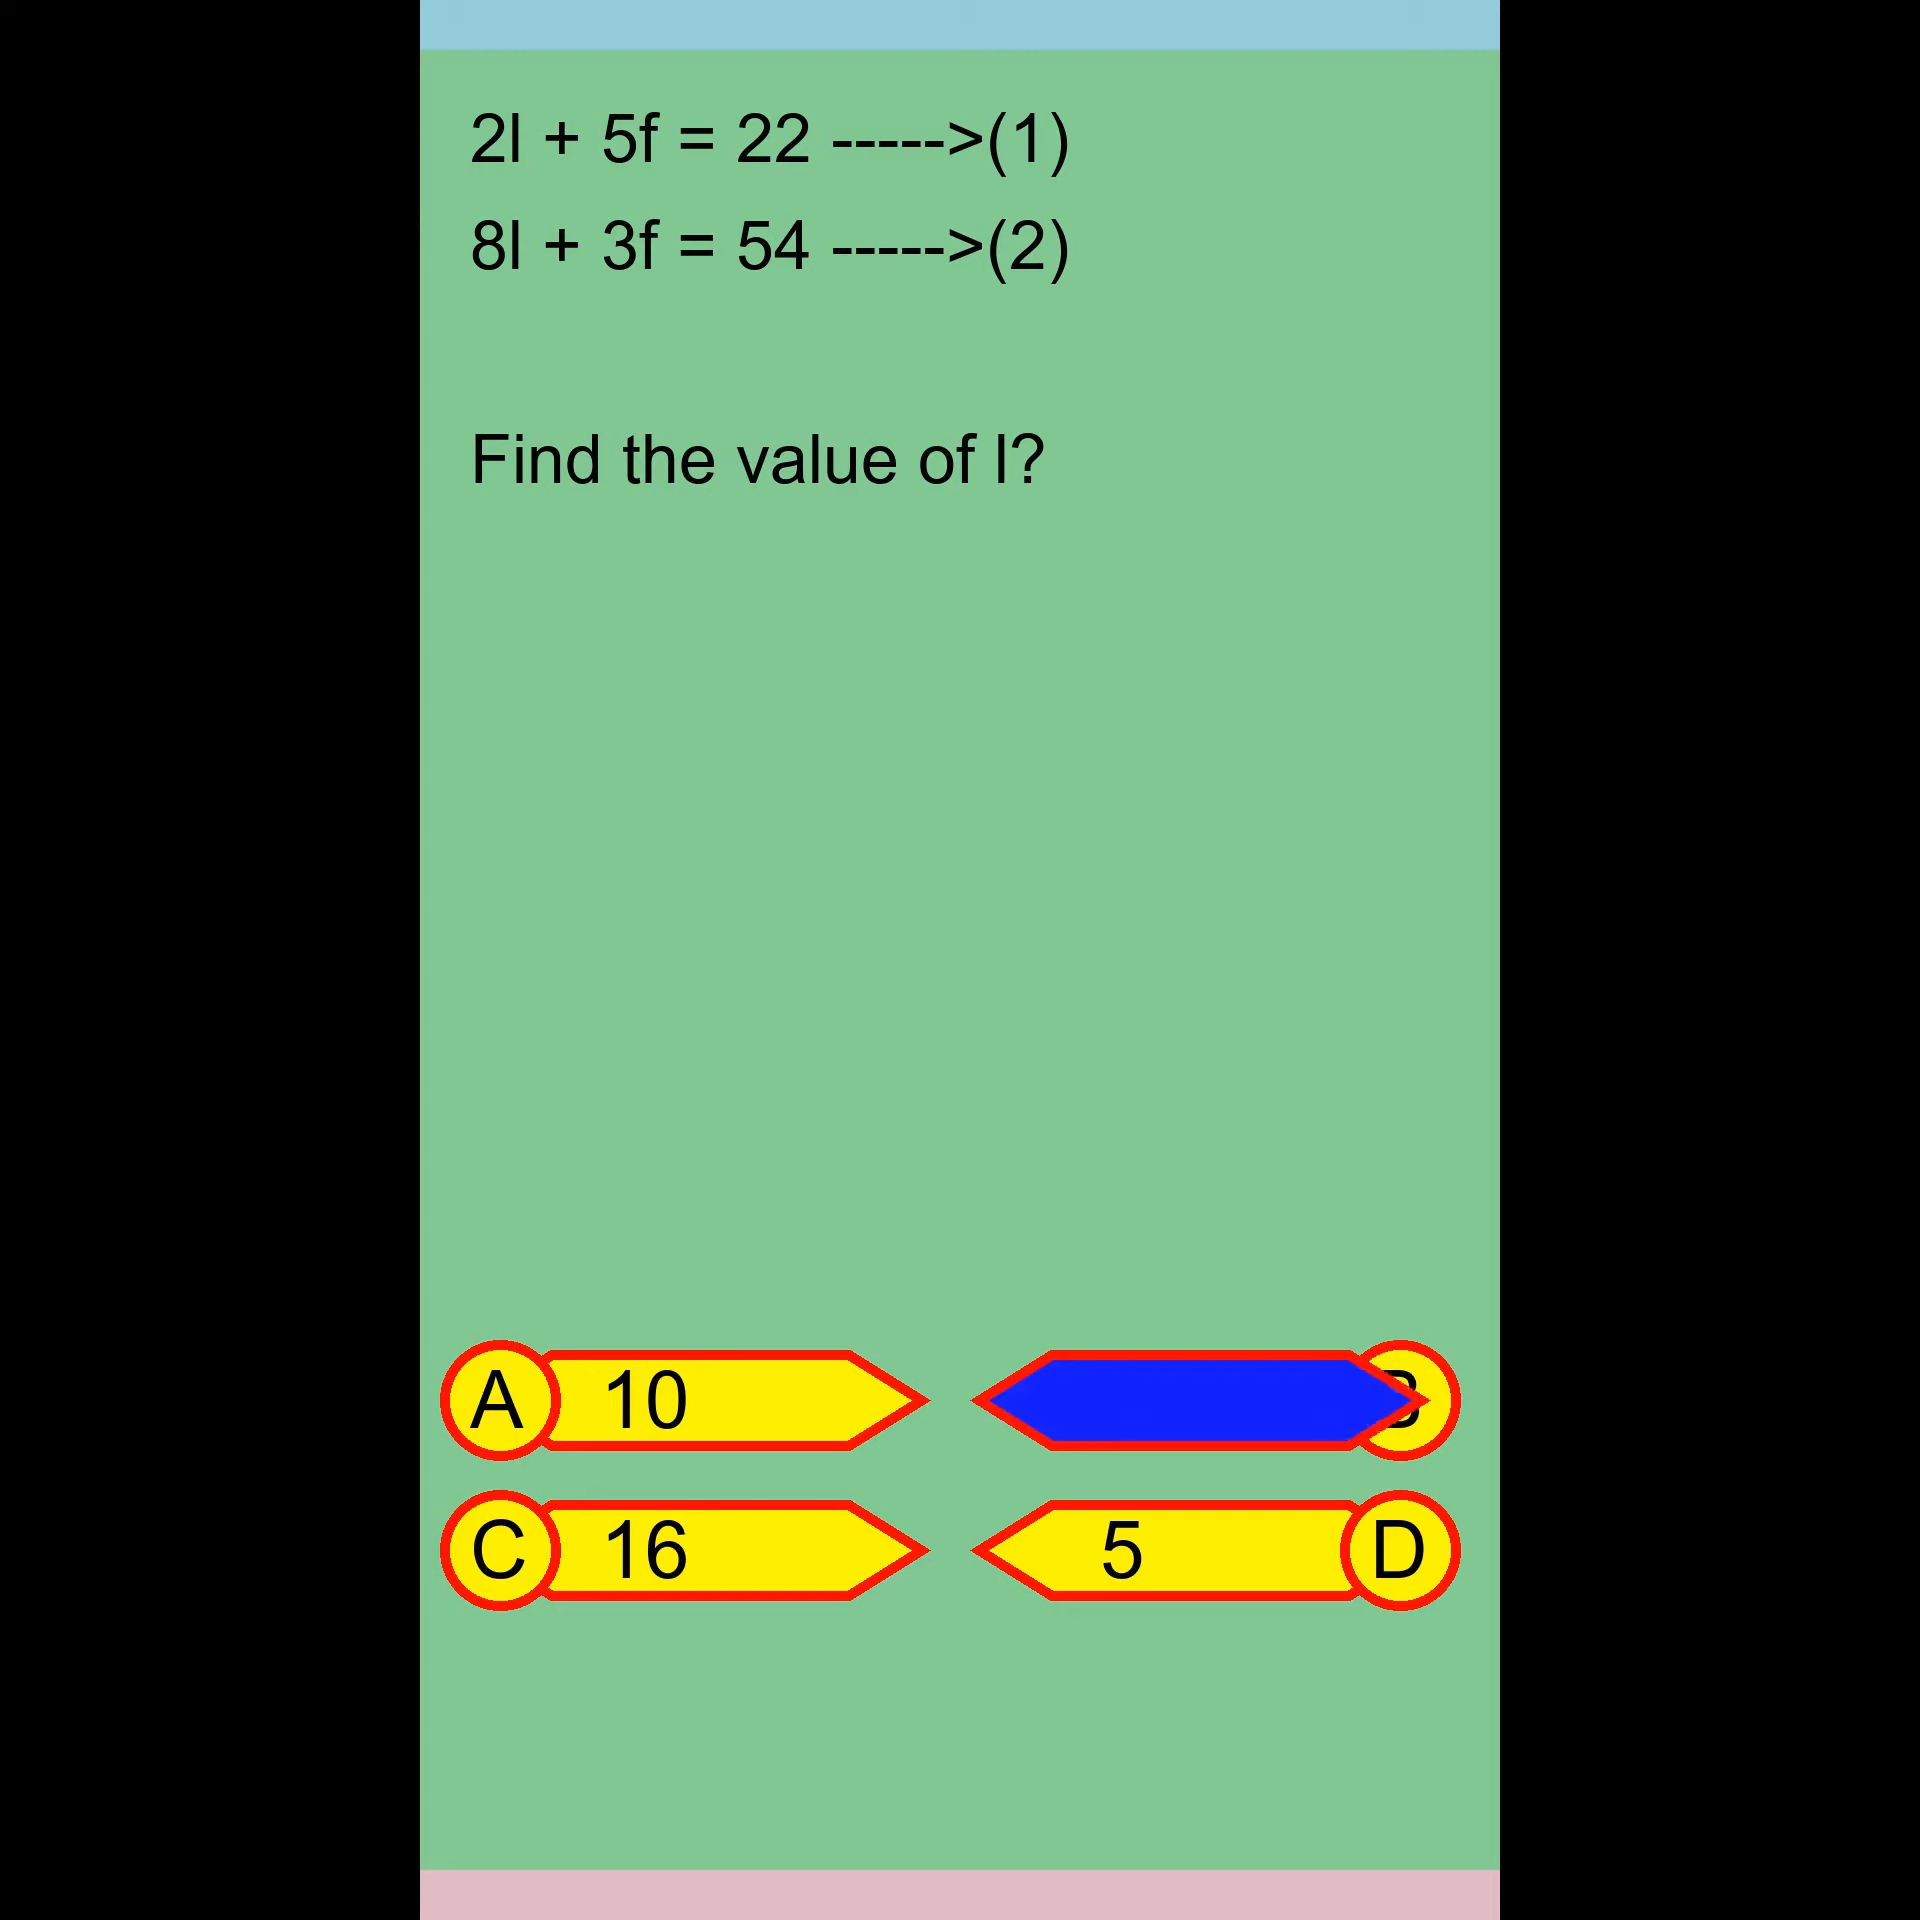 2l + 5f = 22 ----->(1)
8l + 3f = 54 ----->(2)
Find the value of l?
A 10
B
C 16
5 D